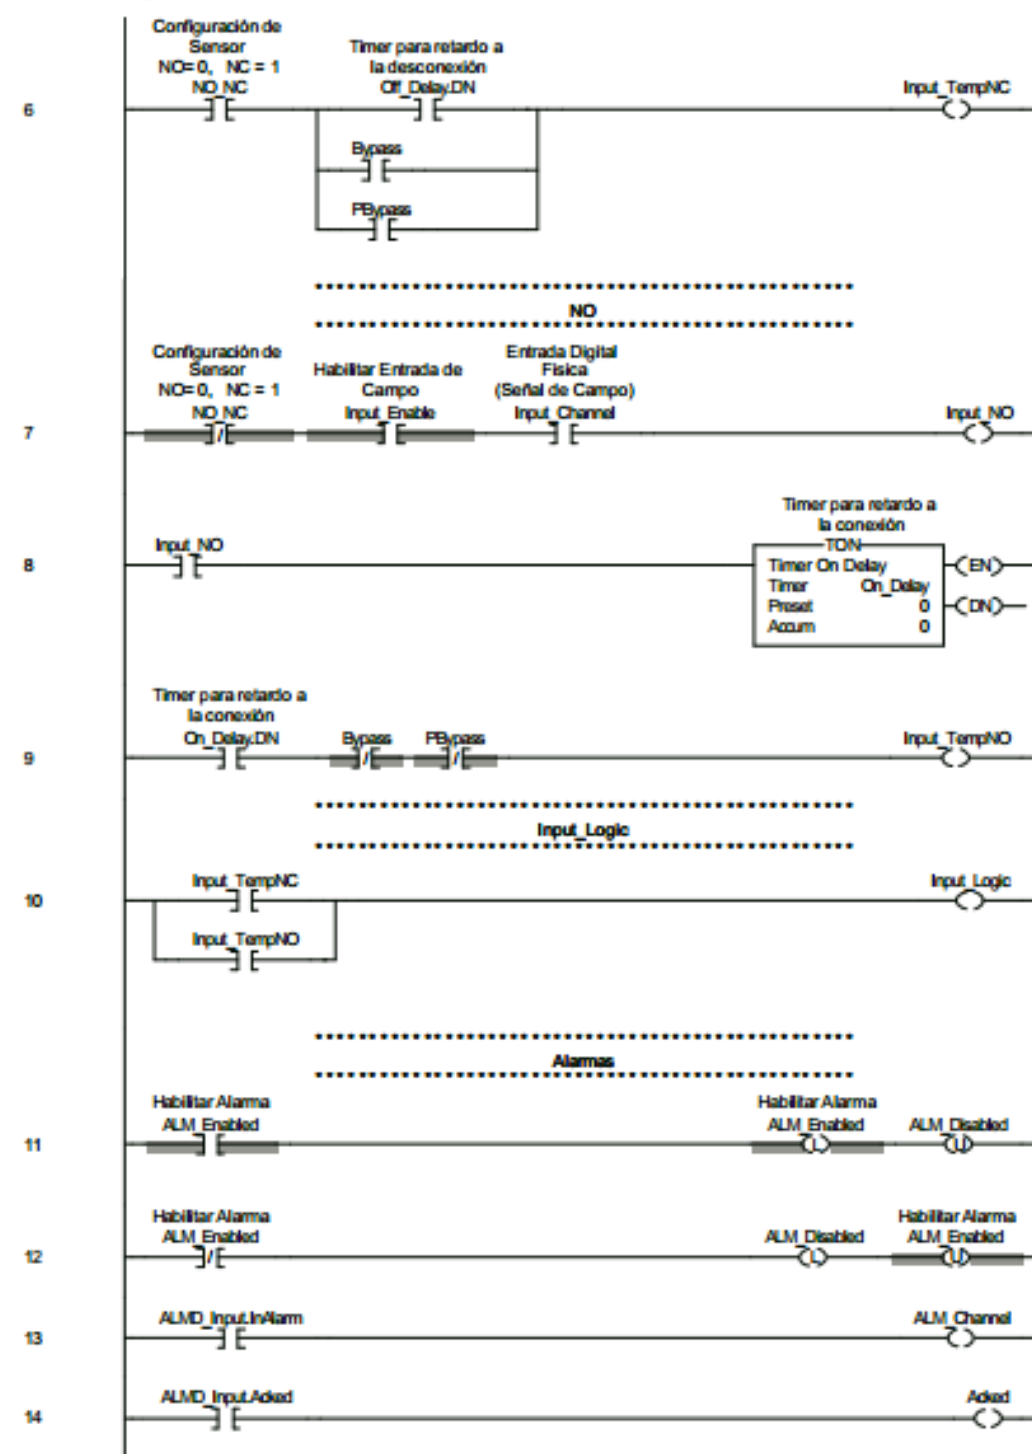 Configuración de
Sensor
NO= 0, NC = 1
NO_NC
Timer para retardo a
la desconexión
Off_Delay.DN
Input_TempNC
6
Bypass
PBypass
NO
Configuración de
Sensor
NO= 0, NC = 1
NO_NC
Habilitar Entrada de
Campo
Input_Enable
Entrada Digital
Física
(Señal de Campo)
Input_Channel
Input_NO
7
Timer para retardo a
la conexión
TON
Input_NO
8
Timer On Delay
Timer On_Delay
Preset 0
Accum 0
EN
DN
Timer para retardo a
la conexión
On_Delay.DN
Bypass
PBypass
Input_TempNO
9
Input_Logic
Input_TempNC
Input_Logic
10
Input_TempNO
Alarmas
Habilitar Alarma
ALM_Enabled
Habilitar Alarma
ALM_Enabled
ALM_Disabled
11
L
U
Habilitar Alarma
ALM_Enabled
ALM_Disabled
Habilitar Alarma
ALM_Enabled
12
L
U
ALMD_Input.InAlarm
ALM_Channel
13
ALMD_Input.Acked
Acked
14